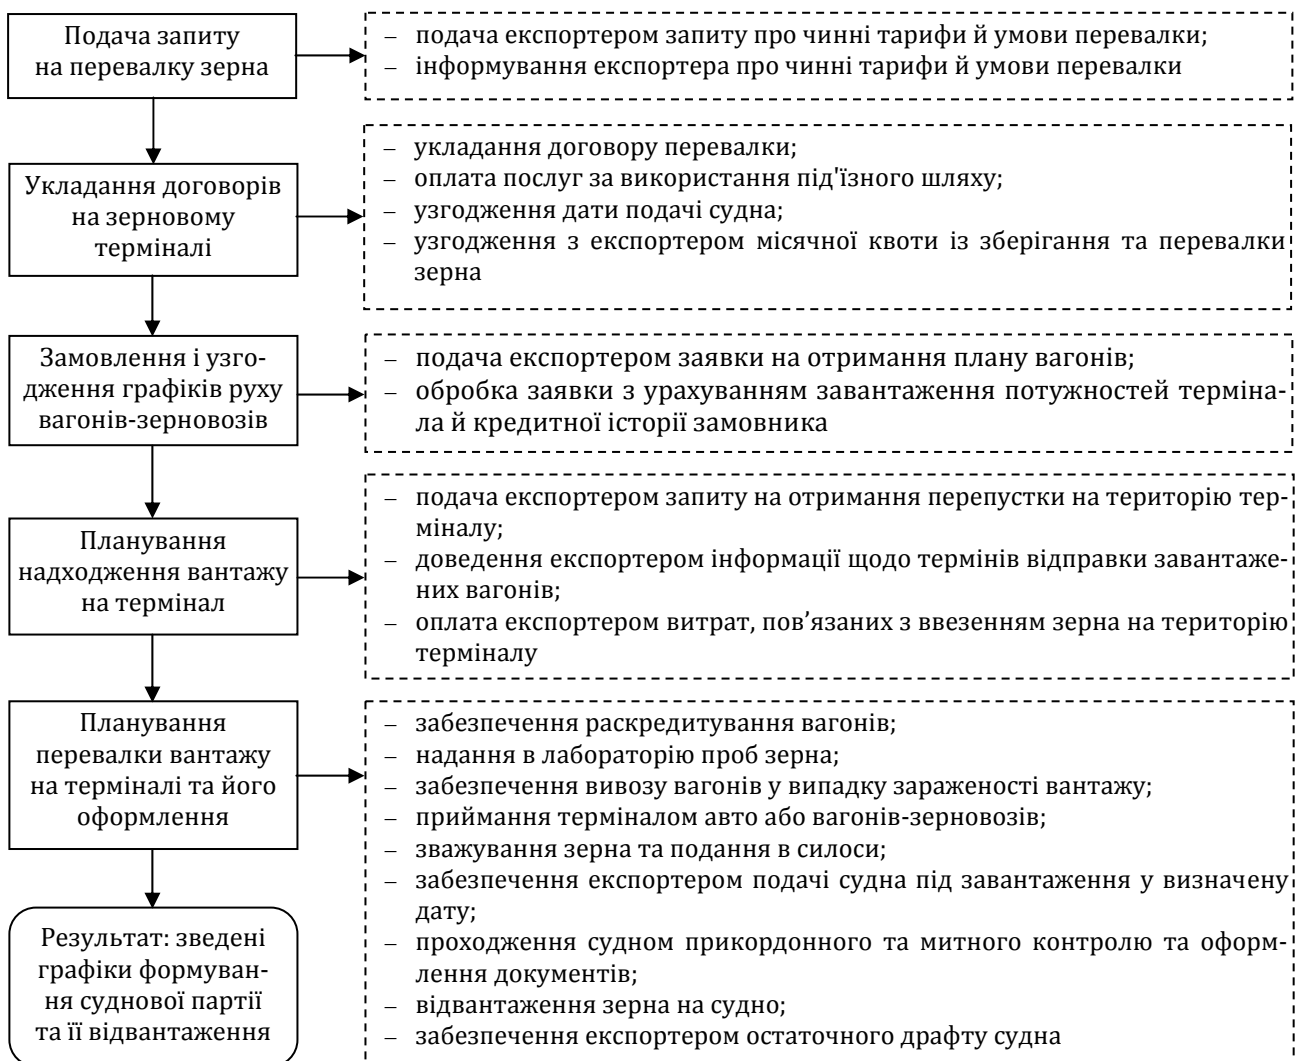 Подача запиту
на перевалку зерна
– подача експортером запиту про чинні тарифи й умови перевалки;
– інформування експортера про чинні тарифи й умови перевалки
Укладання договорів
на зерновому
терміналі
– укладання договору перевалки;
– оплата послуг за використання під'їзного шляху;
– узгодження дати подачі судна;
– узгодження з експортером місячної квоти із зберігання та перевалки
зерна
Замовлення і узго-
дження графіків руху
вагонів-зерновозів
– подача експортером заявки на отримання плану вагонів;
– обробка заявки з урахуванням завантаження потужностей терміна-
ла й кредитної історії замовника
Планування
надходження вантажу
на термінал
– подача експортером запиту на отримання перепустки на територію тер-
міналу;
– доведення експортером інформації щодо термінів відправки завантаже-
них вагонів;
– оплата експортером витрат, пов’язаних з ввезенням зерна на територію
терміналу
Планування
перевалки вантажу
на терміналі та його
оформлення
– забезпечення раскредитування вагонів;
– надання в лабораторію проб зерна;
– забезпечення вивозу вагонів у випадку зараженості вантажу;
– приймання терміналом авто або вагонів-зерновозів;
– зважування зерна та подання в силоси;
– забезпечення експортером подачі судна під завантаження у визначену
дату;
– проходження судном прикордонного та митного контролю та оформ-
лення документів;
– відвантаження зерна на судно;
– забезпечення експортером остаточного драфту судна
Результат: зведені
графіки формуван-
ня суднової партії
та її відвантаження